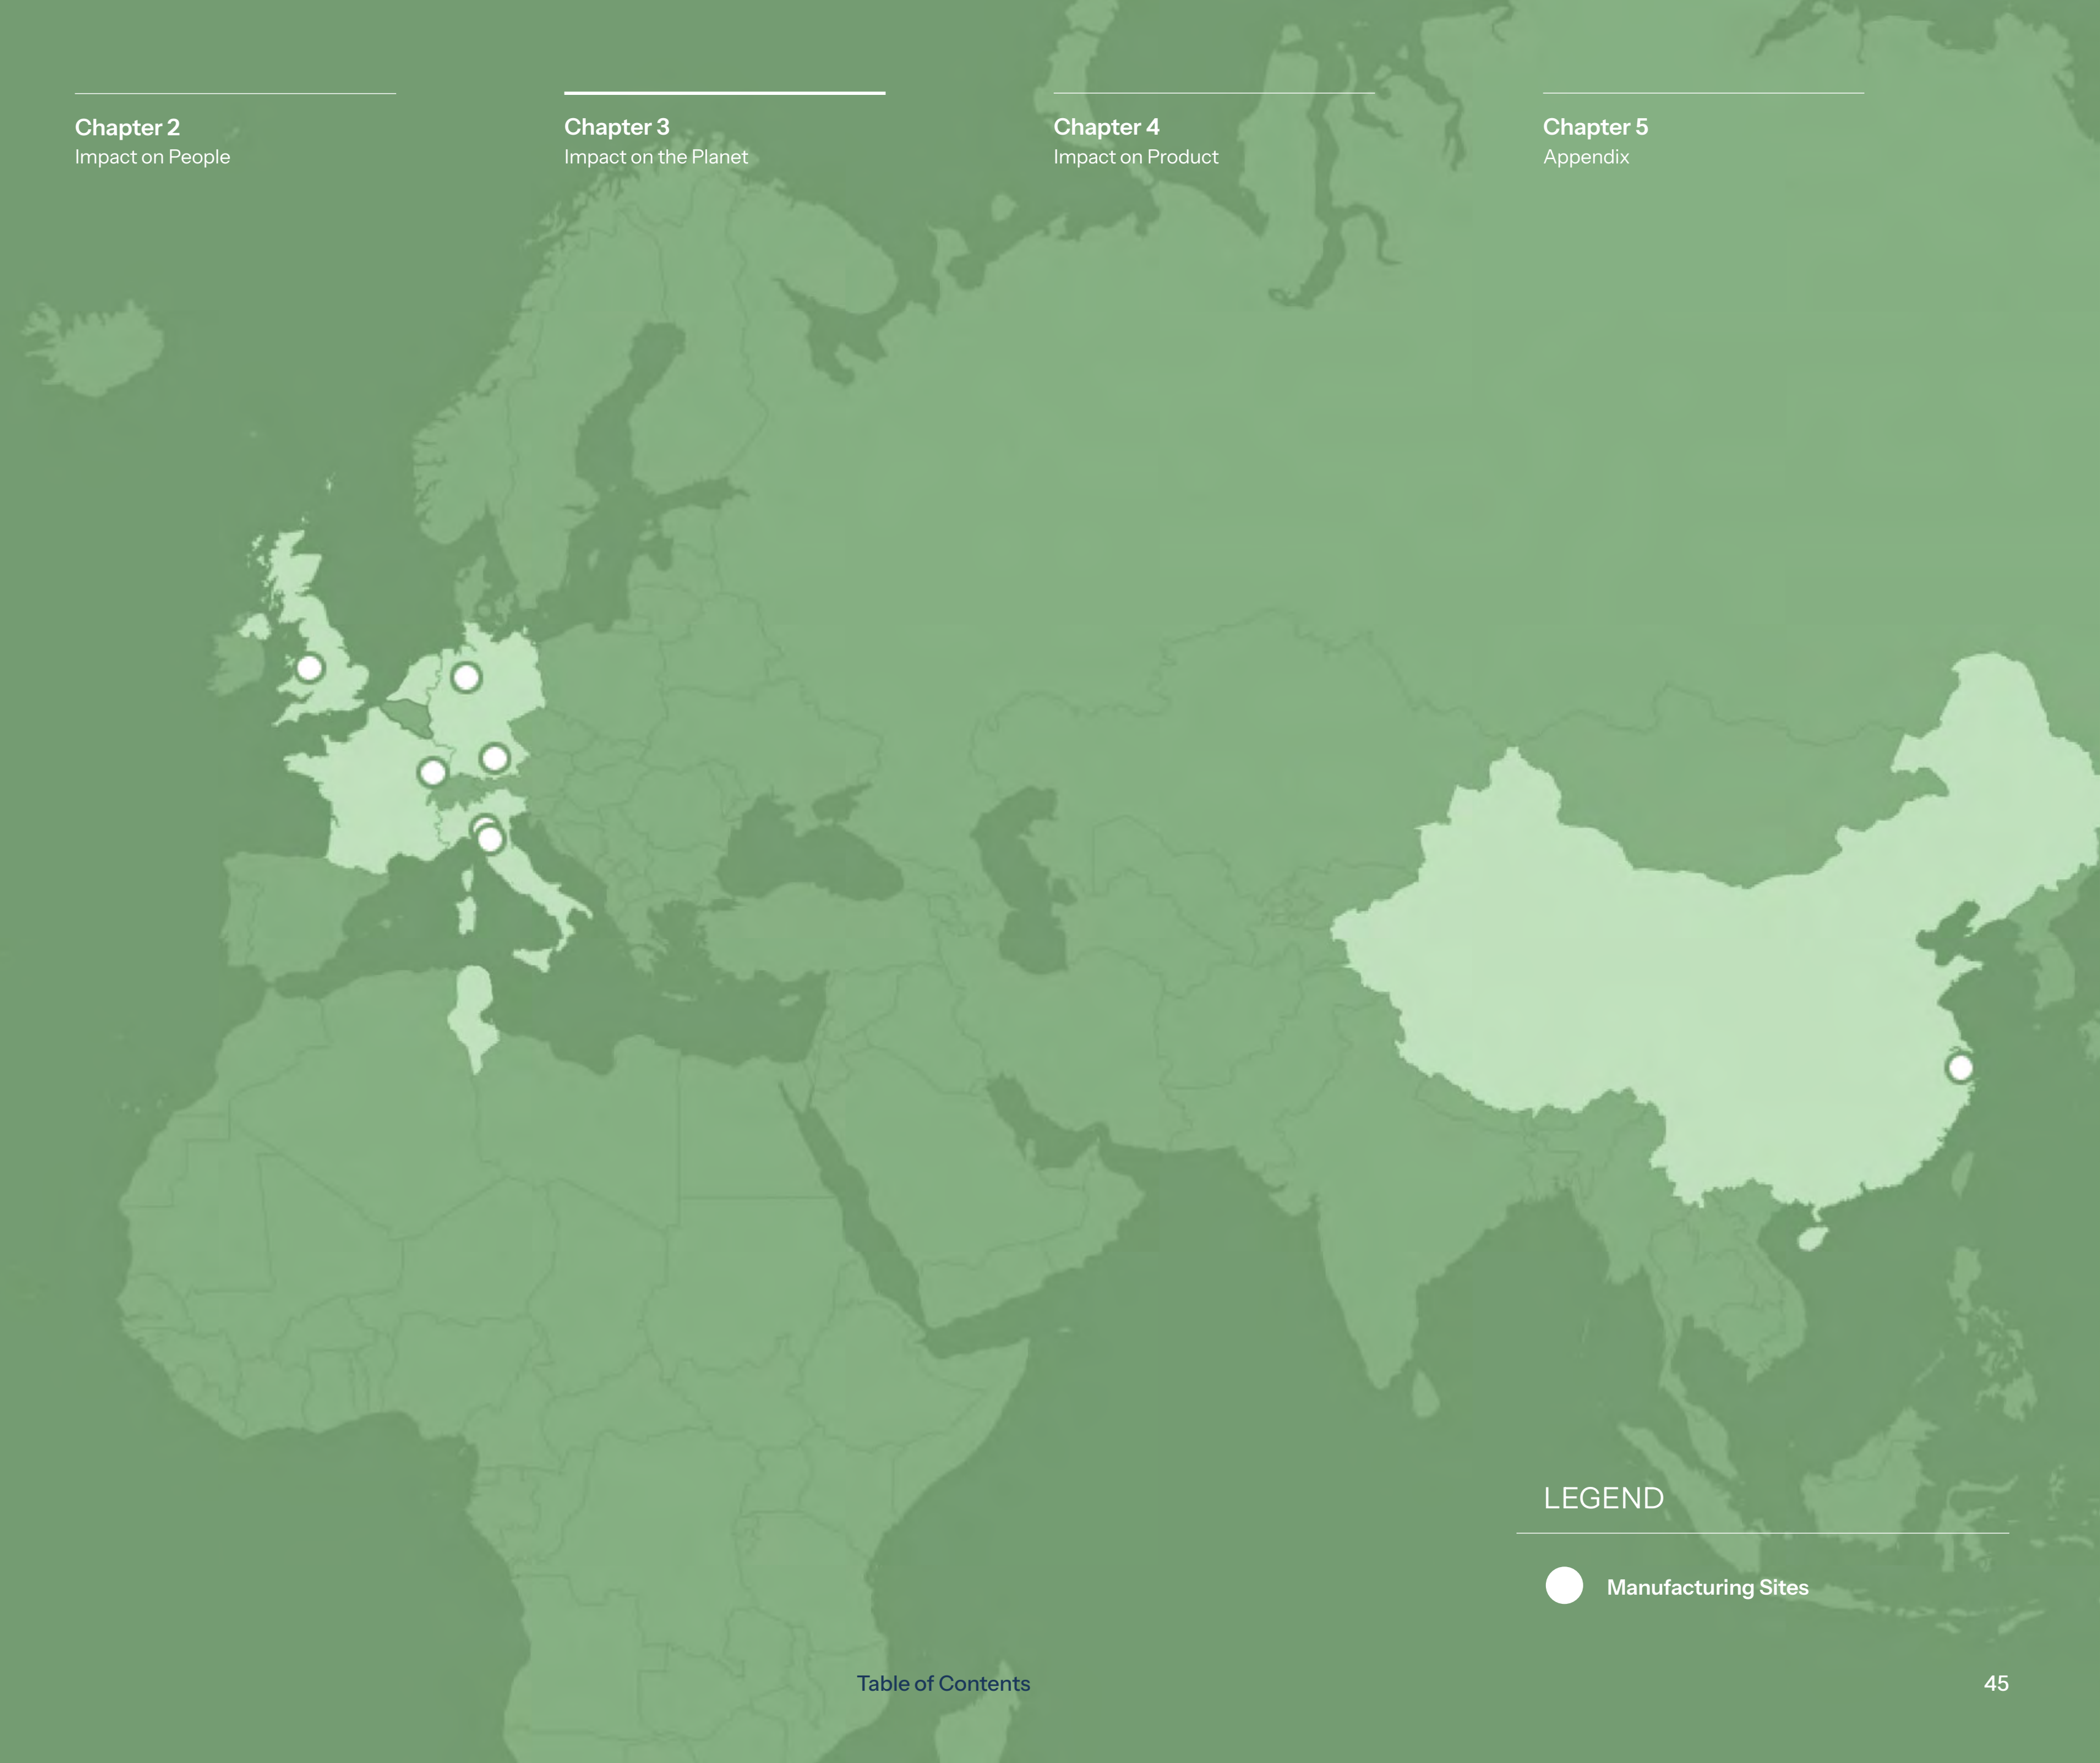 Chapter 2
Impact on People
Chapter 3
Impact on the Planet
Chapter 4
Impact on Product
Chapter 5
Appendix
LEGEND
Manufacturing Sites
Table of Contents
45